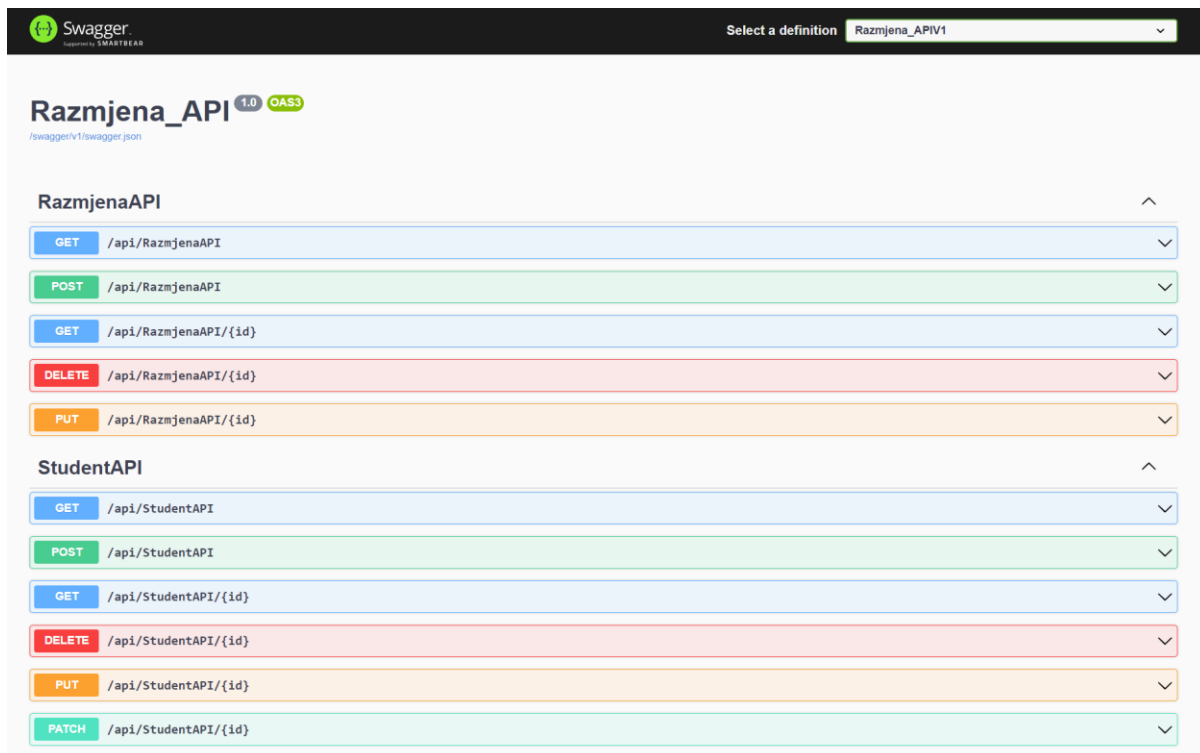 Swagger.
Supported by SMARTBEAR
Select a definition
Razmjena_APIV1
Razmjena_API 1.0 OAS3
/swagger/v1/swagger.json
RazmjenaAPI
GET /api/RazmjenaAPI
POST /api/RazmjenaAPI
GET /api/RazmjenaAPI/{id}
DELETE /api/RazmjenaAPI/{id}
PUT /api/RazmjenaAPI/{id}
StudentAPI
GET /api/StudentAPI
POST /api/StudentAPI
GET /api/StudentAPI/{id}
DELETE /api/StudentAPI/{id}
PUT /api/StudentAPI/{id}
PATCH /api/StudentAPI/{id}